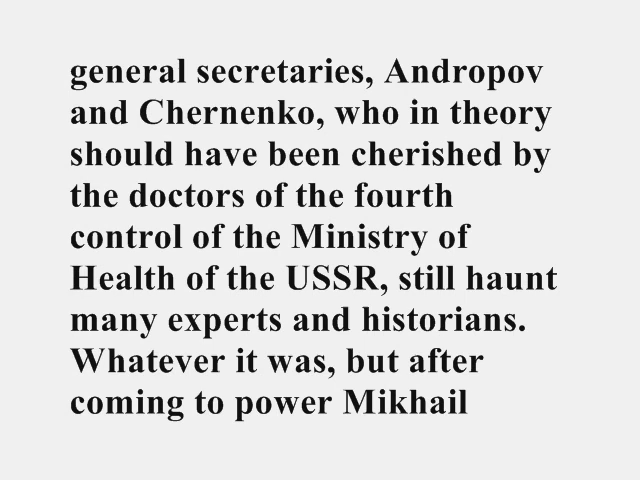 general secretaries, Andropov
and Chernenko, who in theory
should have been cherished by
the doctors of the fourth
control of the Ministry of
Health of the USSR, still haunt
many experts and historians.
Whatever it was, but after
coming to power Mikhail